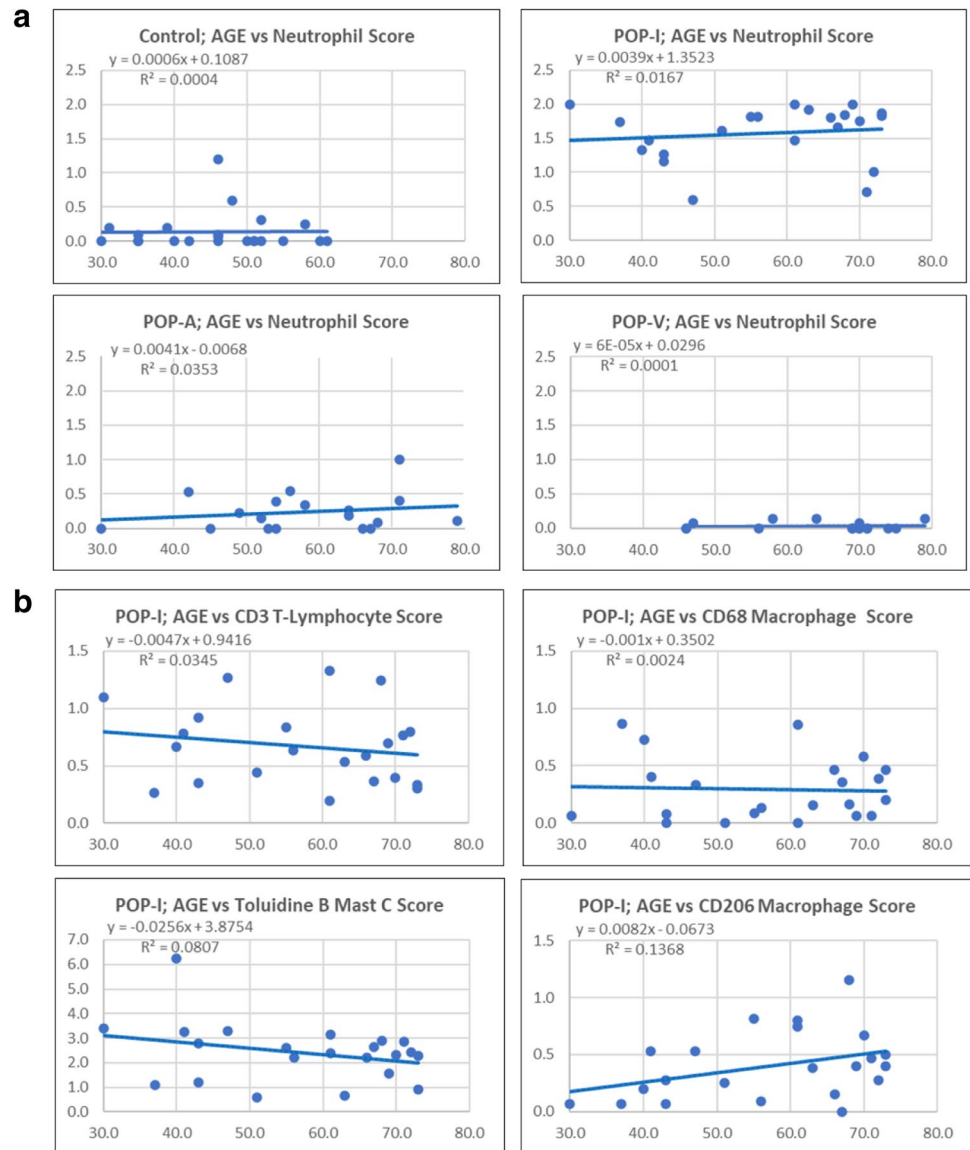 a
Control; AGE vs Neutrophil Score
y = 0.0006x + 0.1087
R² = 0.0004
2.5
2.0
1.5
1.0
0.5
0.0
30.0 40.0 50.0 60.0 70.0 80.0
POP-I; AGE vs Neutrophil Score
y = 0.0039x + 1.3523
R² = 0.0167
2.5
2.0
1.5
1.0
0.5
0.0
30.0 40.0 50.0 60.0 70.0 80.0
POP-A; AGE vs Neutrophil Score
y = 0.0041x - 0.0068
R² = 0.0353
2.5
2.0
1.5
1.0
0.5
0.0
30.0 40.0 50.0 60.0 70.0 80.0
POP-V; AGE vs Neutrophil Score
y = 6E-05x + 0.0296
R² = 0.0001
2.5
2.0
1.5
1.0
0.5
0.0
30.0 40.0 50.0 60.0 70.0 80.0
b
POP-I; AGE vs CD3 T-Lymphocyte Score
y = -0.0047x + 0.9416
R² = 0.0345
1.5
1.0
0.5
0.0
30.0 40.0 50.0 60.0 70.0 80.0
POP-I; AGE vs CD68 Macrophage Score
y = -0.001x + 0.3502
R² = 0.0024
1.5
1.0
0.5
0.0
30.0 40.0 50.0 60.0 70.0 80.0
POP-I; AGE vs Toluidine B Mast C Score
y = -0.0256x + 3.8754
R² = 0.0807
7.0
6.0
5.0
4.0
3.0
2.0
1.0
0.0
30.0 40.0 50.0 60.0 70.0 80.0
POP-I; AGE vs CD206 Macrophage Score
y = 0.0082x - 0.0673
R² = 0.1368
1.5
1.0
0.5
0.0
30.0 40.0 50.0 60.0 70.0 80.0